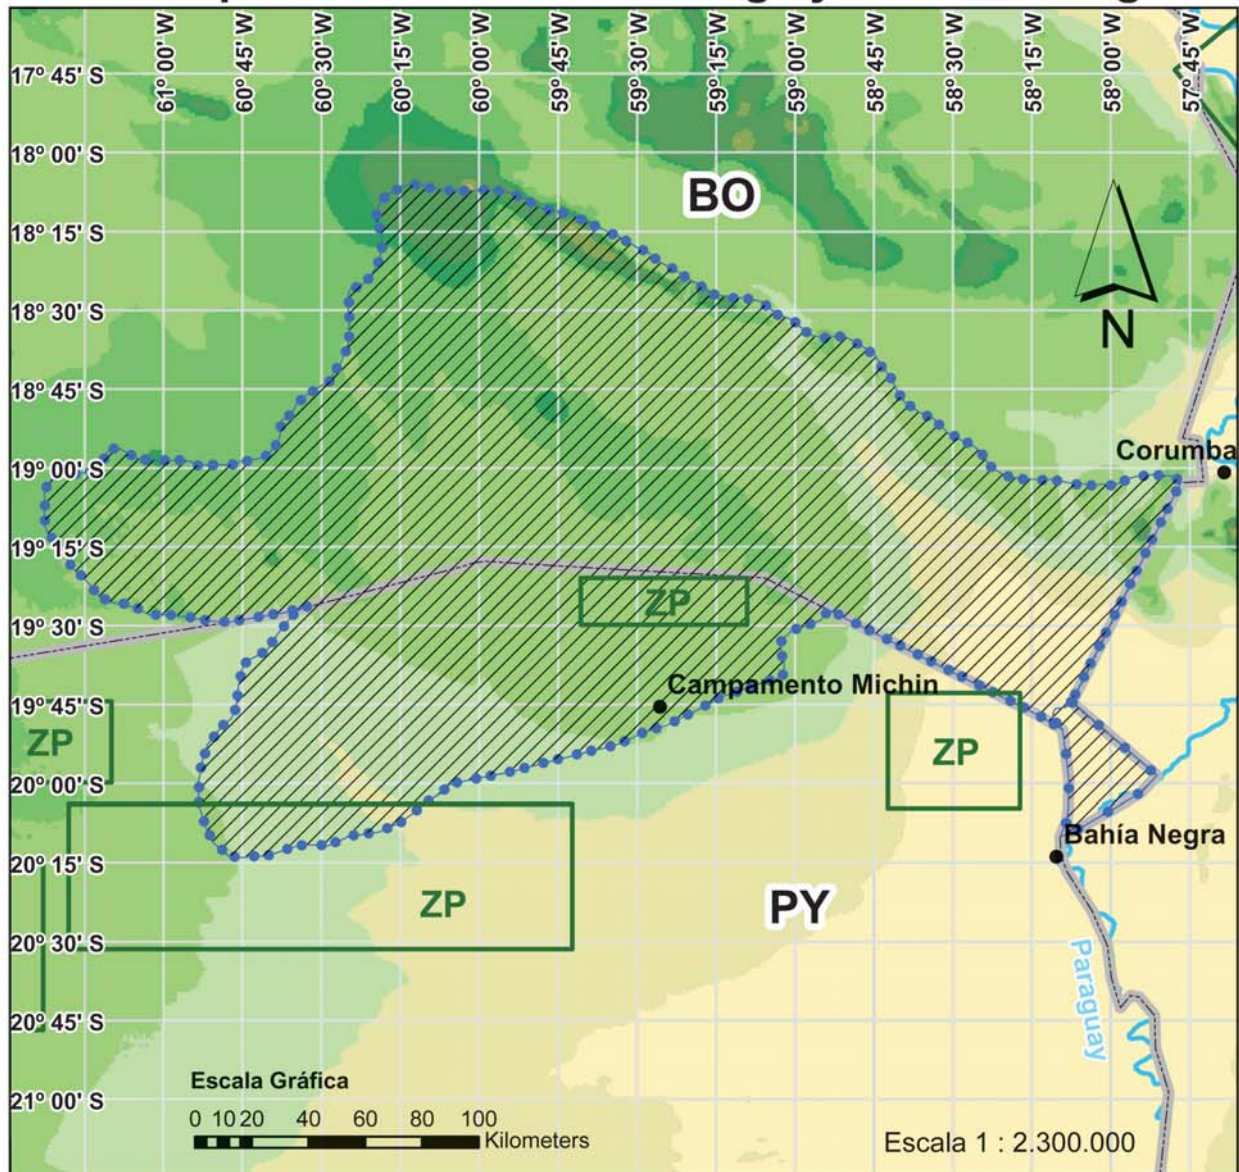 61° 00' W
60° 45' W
60° 30' W
60° 15' W
60° 00' W
59° 45' W
59° 30' W
59° 15' W
59° 00' W
58° 45' W
58° 30' W
58° 15' W
58° 00' W
57° 45' W
17° 45' S
18° 00' S
BO
18° 15' S
18° 30' S
N
18° 45' S
19° 00' S
Corumba
19° 15' S
ZP
19° 30' S
19° 45' S
Campamento Michin
ZP
ZP
20° 00' S
Bahía Negra
20° 15' S
ZP
PY
20° 30' S
Paraguay
20° 45' S
21° 00' S
Escala Gráfica
0 10 20 40 60 80 100
Kilometers
Escala 1 : 2.300.000